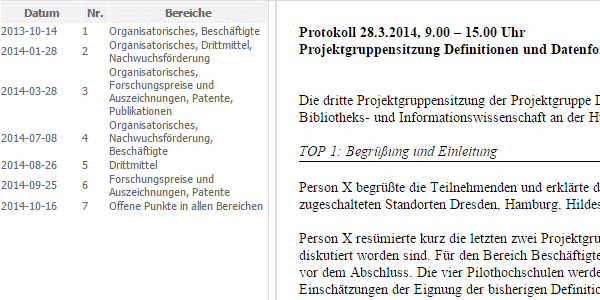 Datum Nr. Bereiche
2013-10-14 1 Organisatorisches, Beschäftigte
2014-01-28 2 Organisatorisches, Drittmittel,
Nachwuchsförderung
2014-03-28 3 Organisatorisches,
Forschungspreise und
Auszeichnungen, Patente,
Publikationen
2014-07-08 4 Organisatorisches,
Nachwuchsförderung,
Beschäftigte
2014-08-26 5 Drittmittel
2014-09-25 6 Forschungspreise und
Auszeichnungen, Patente
2014-10-16 7 Offene Punkte in allen Bereichen
Protokoll 28.3.2014, 9.00 – 15.00 Uhr
Projektgruppensitzung Definitionen und Datenfo
Die dritte Projektgruppensitzung der Projektgruppe D
Bibliotheks- und Informationswissenschaft an der H
TOP 1: Begrüßung und Einleitung
Person X begrüßte die Teilnehmenden und erklärte d
zugeschalteten Standorten Dresden, Hamburg, Hildes
Person X resümierte kurz die letzten zwei Projektgru
diskutiert worden sind. Für den Bereich Beschäftigte
vor dem Abschluss. Die vier Pilothochschulen werde
Einschätzungen der Eignung der bisherigen Definitio